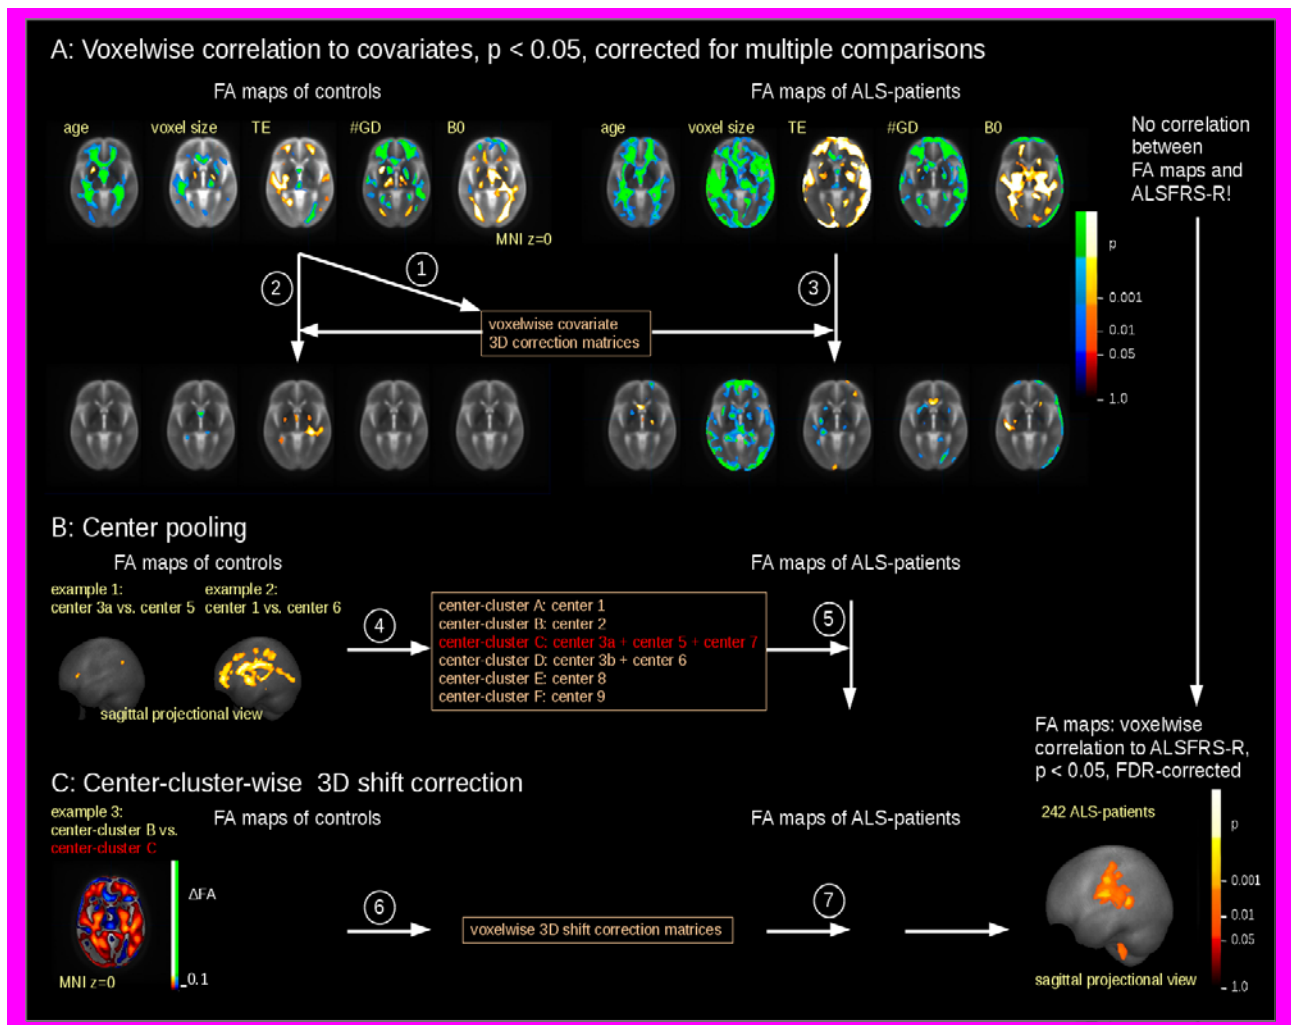 A: Voxelwise correlation to covariates, p < 0.05, corrected for multiple comparisons
FA maps of controls
FA maps of ALS-patients
age
voxel size
TE
#GD
B0
age
voxel size
TE
#GD
B0
No correlation
between
FA maps and
ALSFRS-R!
MNI z=0
p
0.001
0.01
0.05
1.0
1
2
3
voxelwise covariate
3D correction matrices
B: Center pooling
FA maps of controls
FA maps of ALS-patients
example 1:
center 3a vs. center 5
example 2:
center 1 vs. center 6
sagittal projectional view
4
center-cluster A: center 1
center-cluster B: center 2
center-cluster C: center 3a + center 5 + center 7
center-cluster D: center 3b + center 6
center-cluster E: center 8
center-cluster F: center 9
5
FA maps: voxelwise
correlation to ALSFRS-R,
p < 0.05, FDR-corrected
C: Center-cluster-wise 3D shift correction
example 3:
center-cluster B vs.
center-cluster C
FA maps of controls
FA maps of ALS-patients
242 ALS-patients
ΔFA
0.1
MNI z=0
6
voxelwise 3D shift correction matrices
7
p
0.001
0.01
0.05
1.0
sagittal projectional view